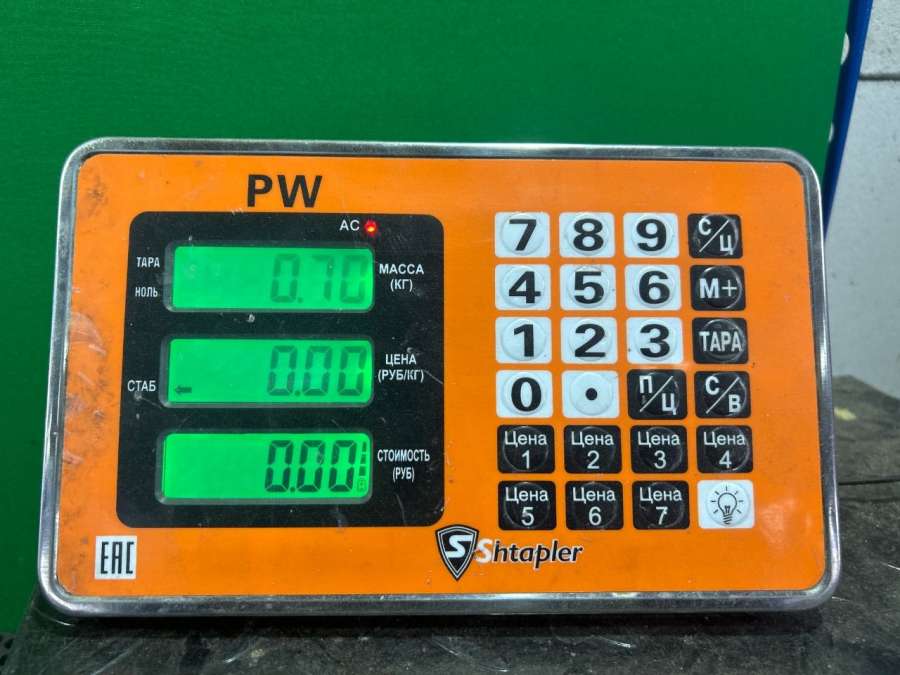 PW
AC
ТАРА
НОЛЬ
0.70
МАССА
(КГ)
СТАБ
0.00
ЦЕНА
(РУБ/КГ)
0.00
СТОИМОСТЬ
(РУБ)
7 8 9 С/Ц
4 5 6 М+
1 2 3 ТАРА
0 . П/Ц С/В
Цена 1 Цена 2 Цена 3 Цена 4
Цена 5 Цена 6 Цена 7
EAC
S Shtapler